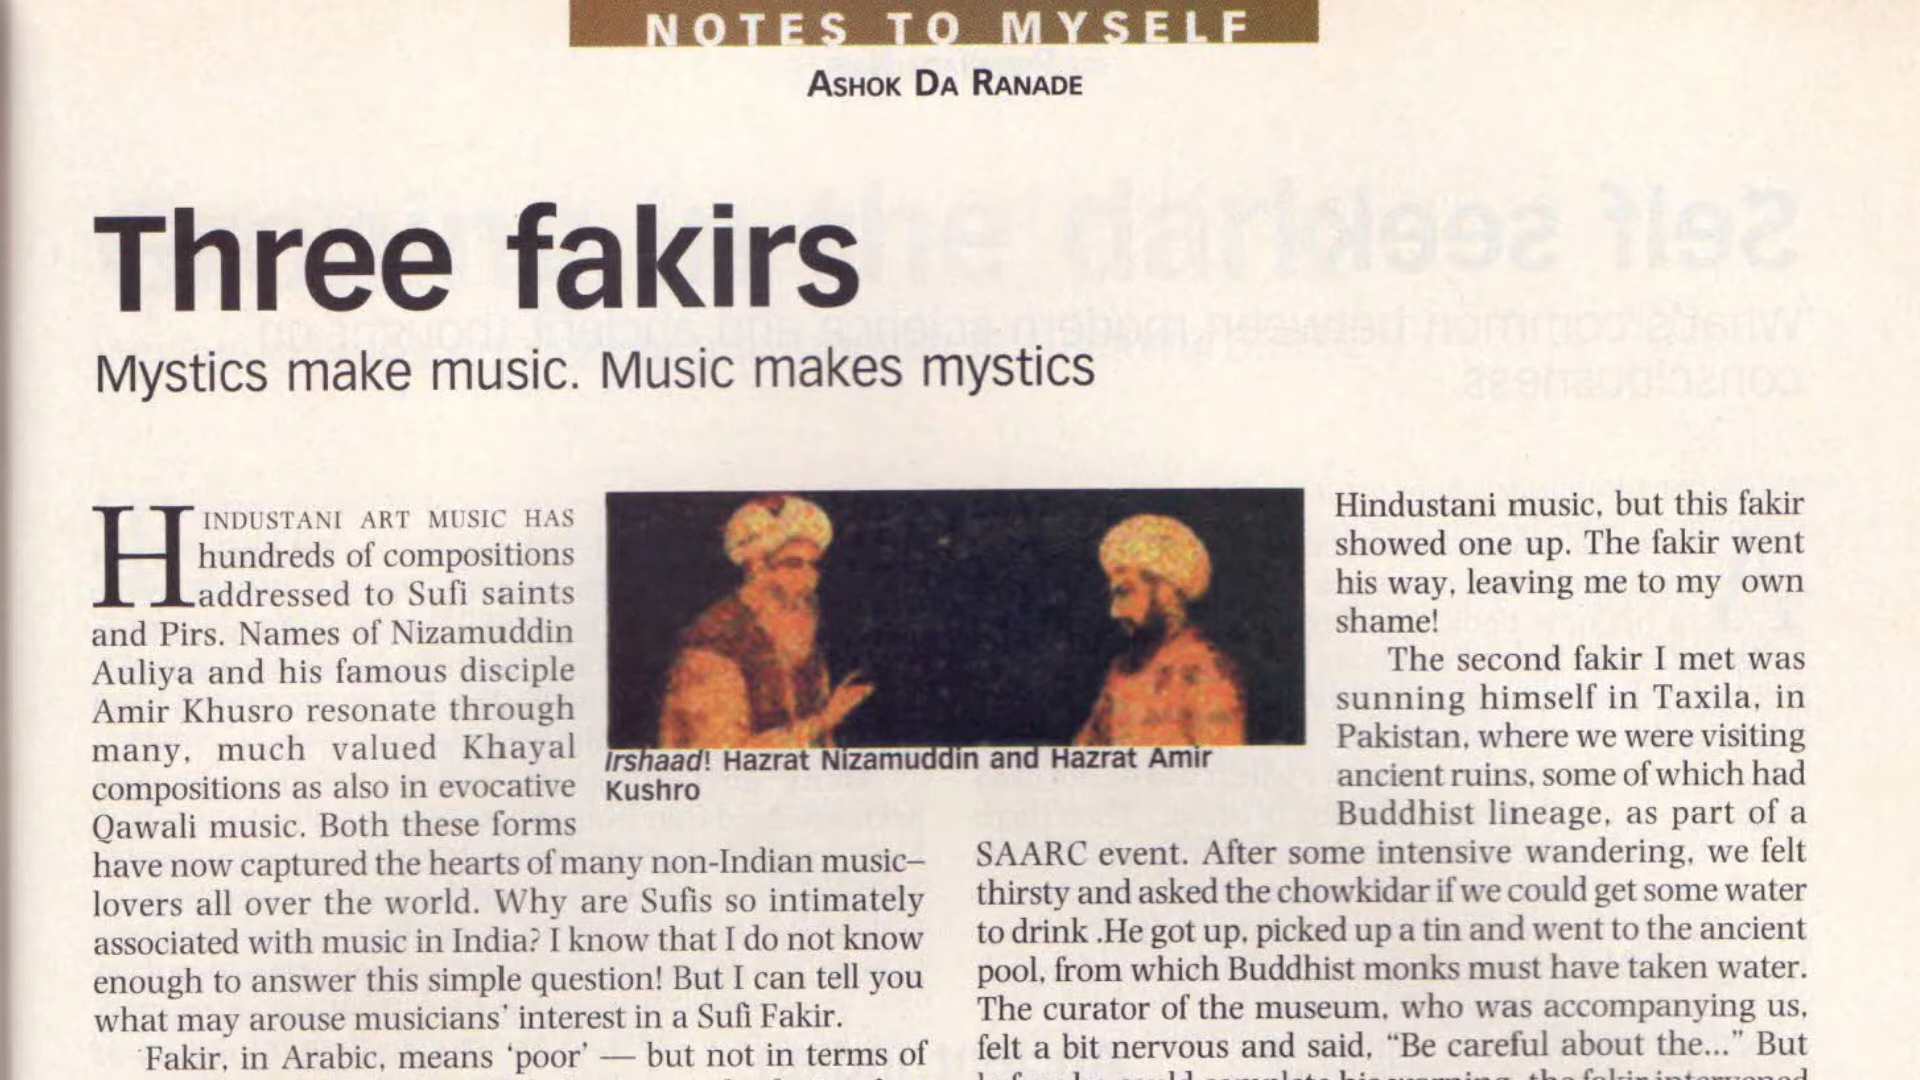 NOTES TO MYSELF
ASHOK DA RANADE
Three fakirs
Mystics make music. Music makes mystics
HINDUSTANI ART MUSIC HAS
hundreds of compositions
addressed to Sufi saints
and Pirs. Names of Nizamuddin
Auliya and his famous disciple
Amir Khusro resonate through
many, much valued Khayal
compositions as also in evocative
Qawali music. Both these forms
have now captured the hearts of many non-Indian music–
lovers all over the world. Why are Sufis so intimately
associated with music in India? I know that I do not know
enough to answer this simple question! But I can tell you
what may arouse musicians' interest in a Sufi Fakir.
Fakir, in Arabic, means 'poor' — but not in terms of
Irshaad! Hazrat Nizamuddin and Hazrat Amir
Kushro
Hindustani music, but this fakir
showed one up. The fakir went
his way, leaving me to my own
shame!
The second fakir I met was
sunning himself in Taxila, in
Pakistan, where we were visiting
ancient ruins, some of which had
Buddhist lineage, as part of a
SAARC event. After some intensive wandering, we felt
thirsty and asked the chowkidar if we could get some water
to drink .He got up, picked up a tin and went to the ancient
pool, from which Buddhist monks must have taken water.
The curator of the museum, who was accompanying us,
felt a bit nervous and said, "Be careful about the..." But